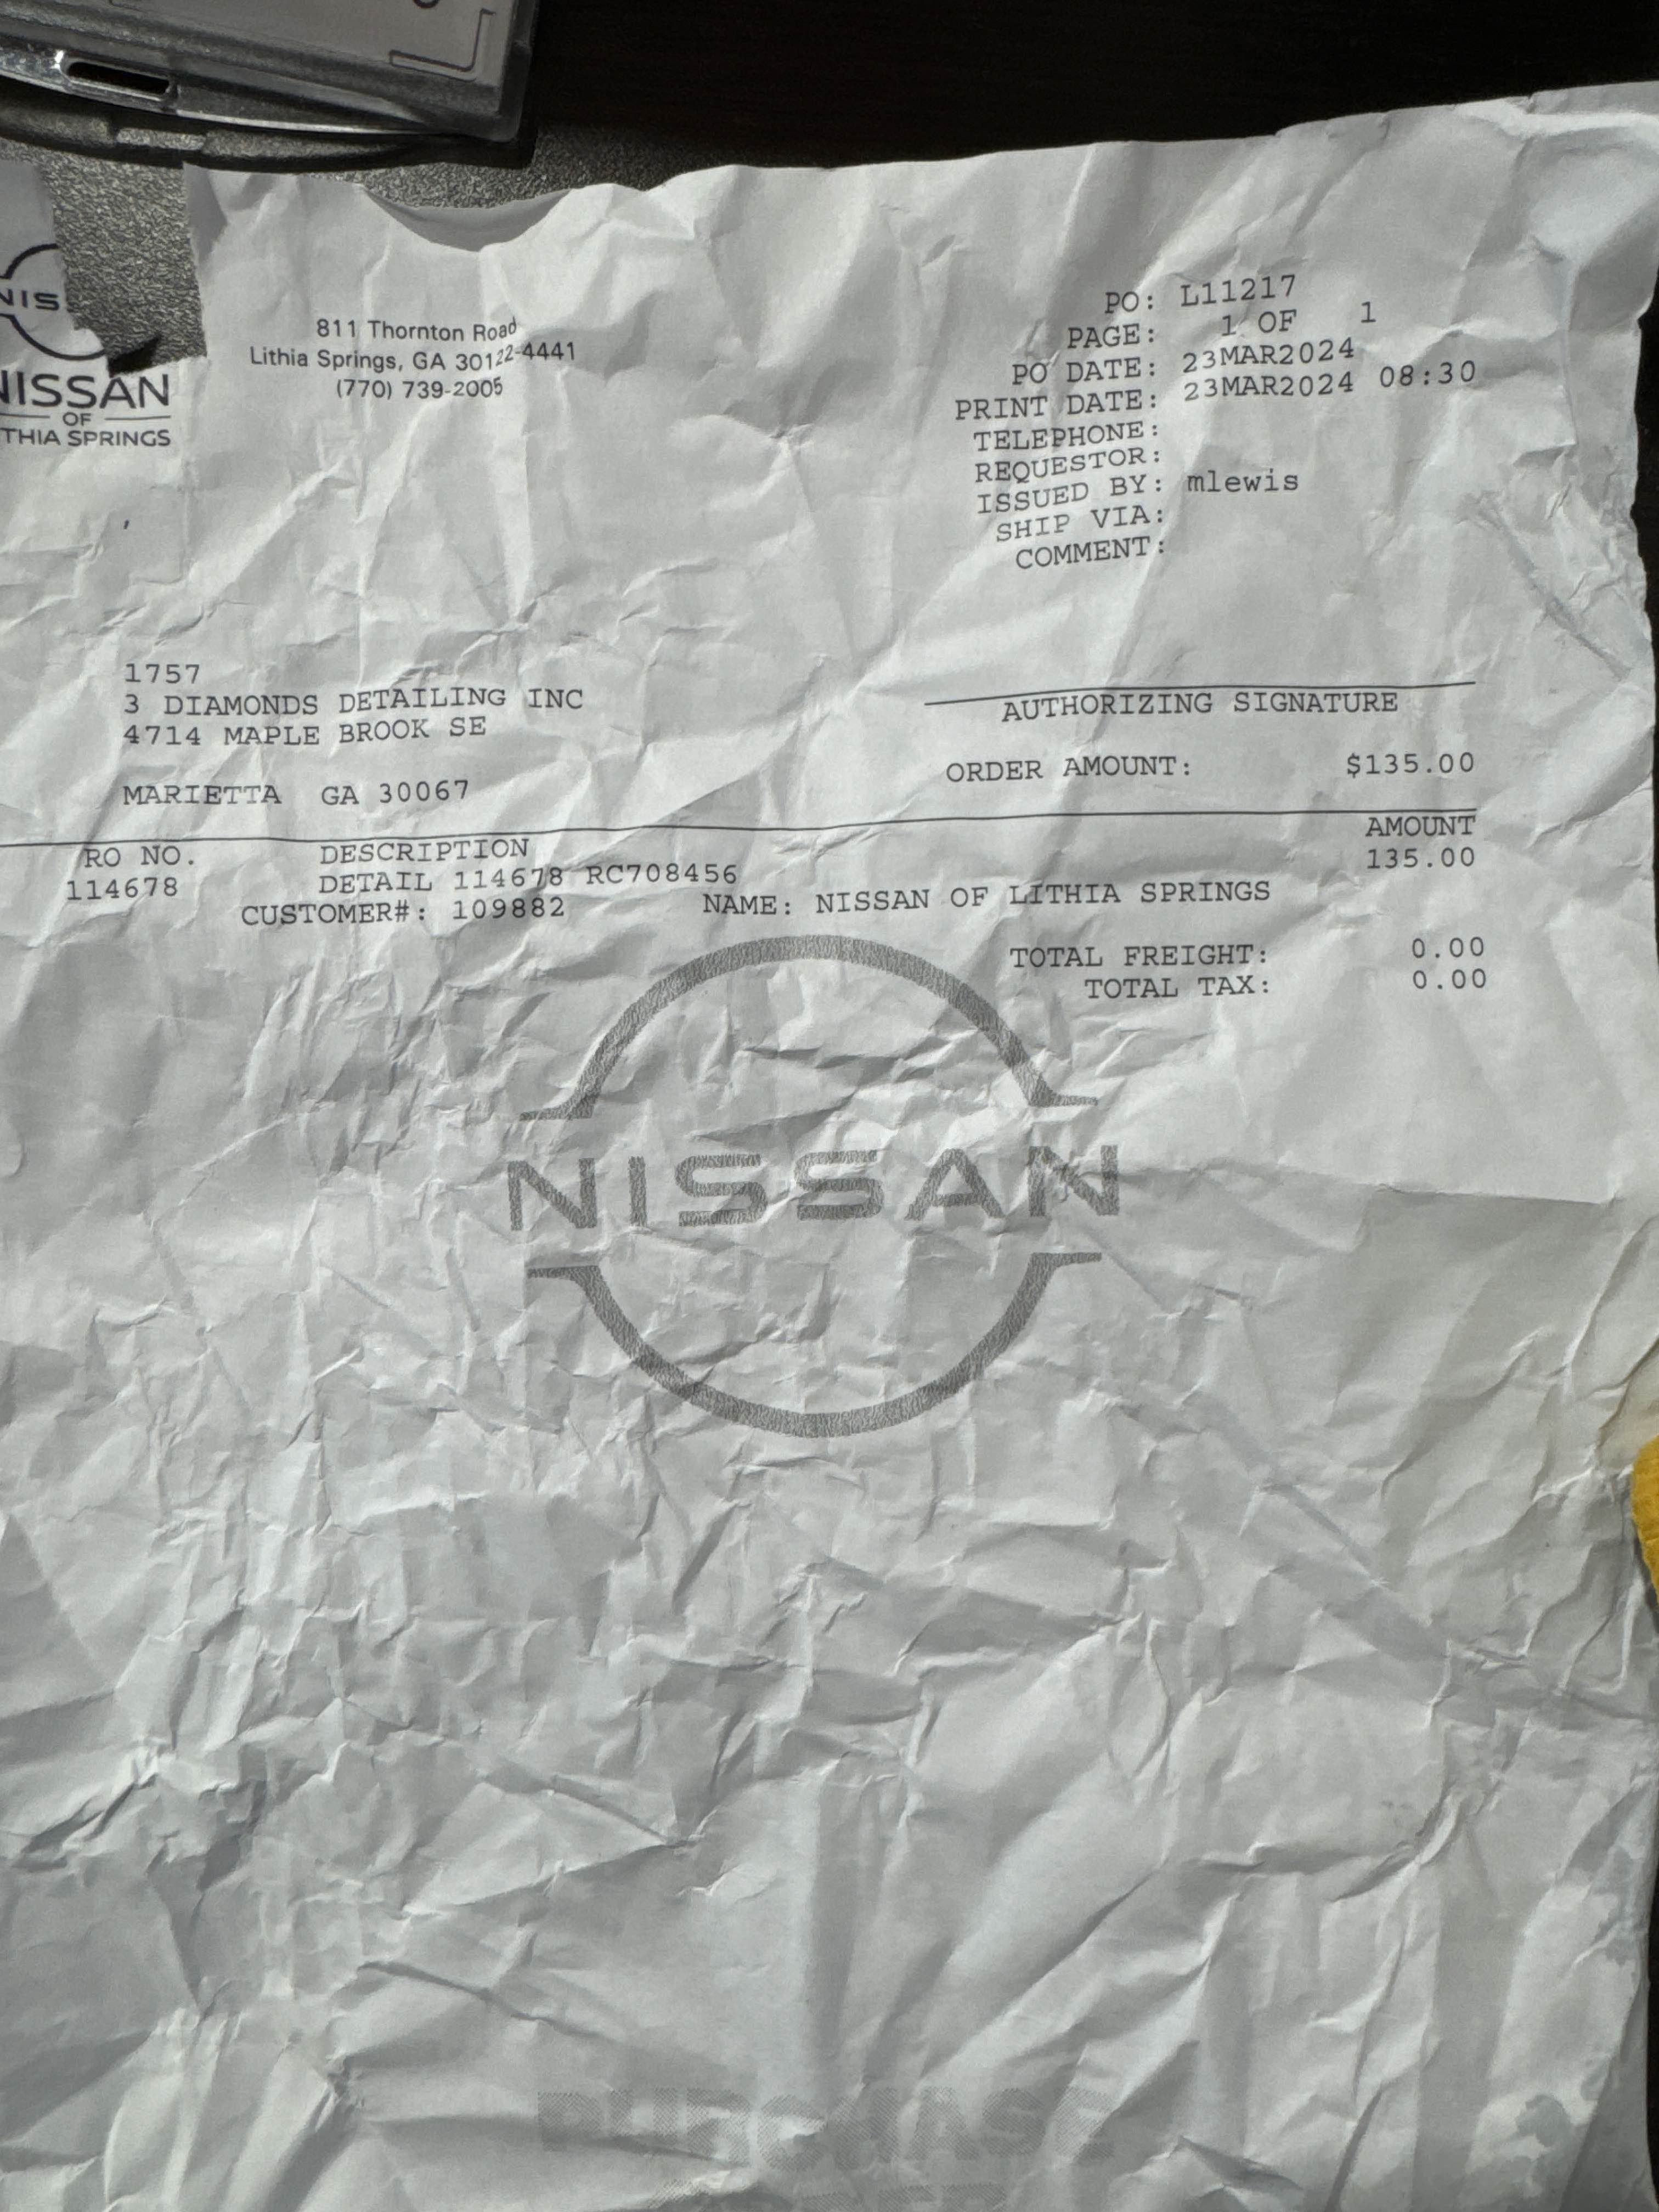 NIS
NISSAN
OF
THIA SPRINGS
811 Thornton Road
Lithia Springs, GA 30122-4441
(770) 739-2005
PO: L11217
PAGE: 1 OF 1
PO DATE: 23MAR2024
PRINT DATE: 23MAR2024 08:30
TELEPHONE:
REQUESTOR:
ISSUED BY: mlewis
SHIP VIA:
COMMENT:
1757
3 DIAMONDS DETAILING INC
4714 MAPLE BROOK SE
MARIETTA GA 30067
AUTHORIZING SIGNATURE
ORDER AMOUNT: $135.00
RO NO. DESCRIPTION AMOUNT
114678 DETAIL 114678 RC708456 135.00
CUSTOMER#: 109882 NAME: NISSAN OF LITHIA SPRINGS
TOTAL FREIGHT: 0.00
TOTAL TAX: 0.00
NISSAN
PURCHASE